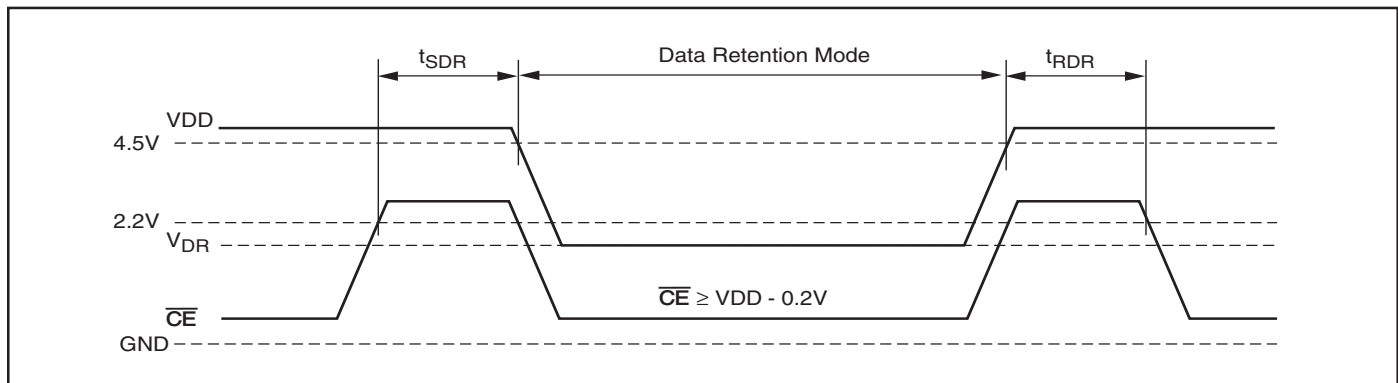 tSDR
Data Retention Mode
tRDR
VDD
4.5V
2.2V
VDR
CE ≥ VDD - 0.2V
CE
GND